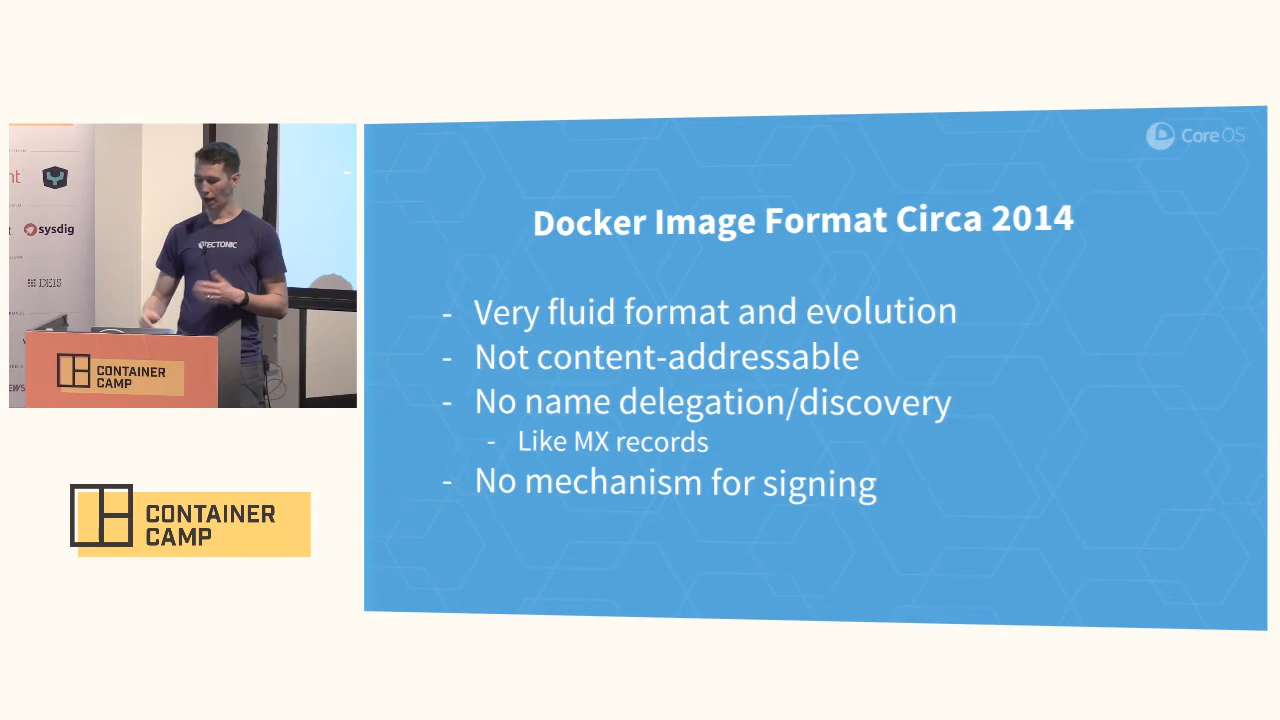 sysdig
DEIS
TECTONIC
CONTAINER
CAMP
CONTAINER
CAMP
CoreOS
Docker Image Format Circa 2014
- Very fluid format and evolution
- Not content-addressable
- No name delegation/discovery
- Like MX records
- No mechanism for signing